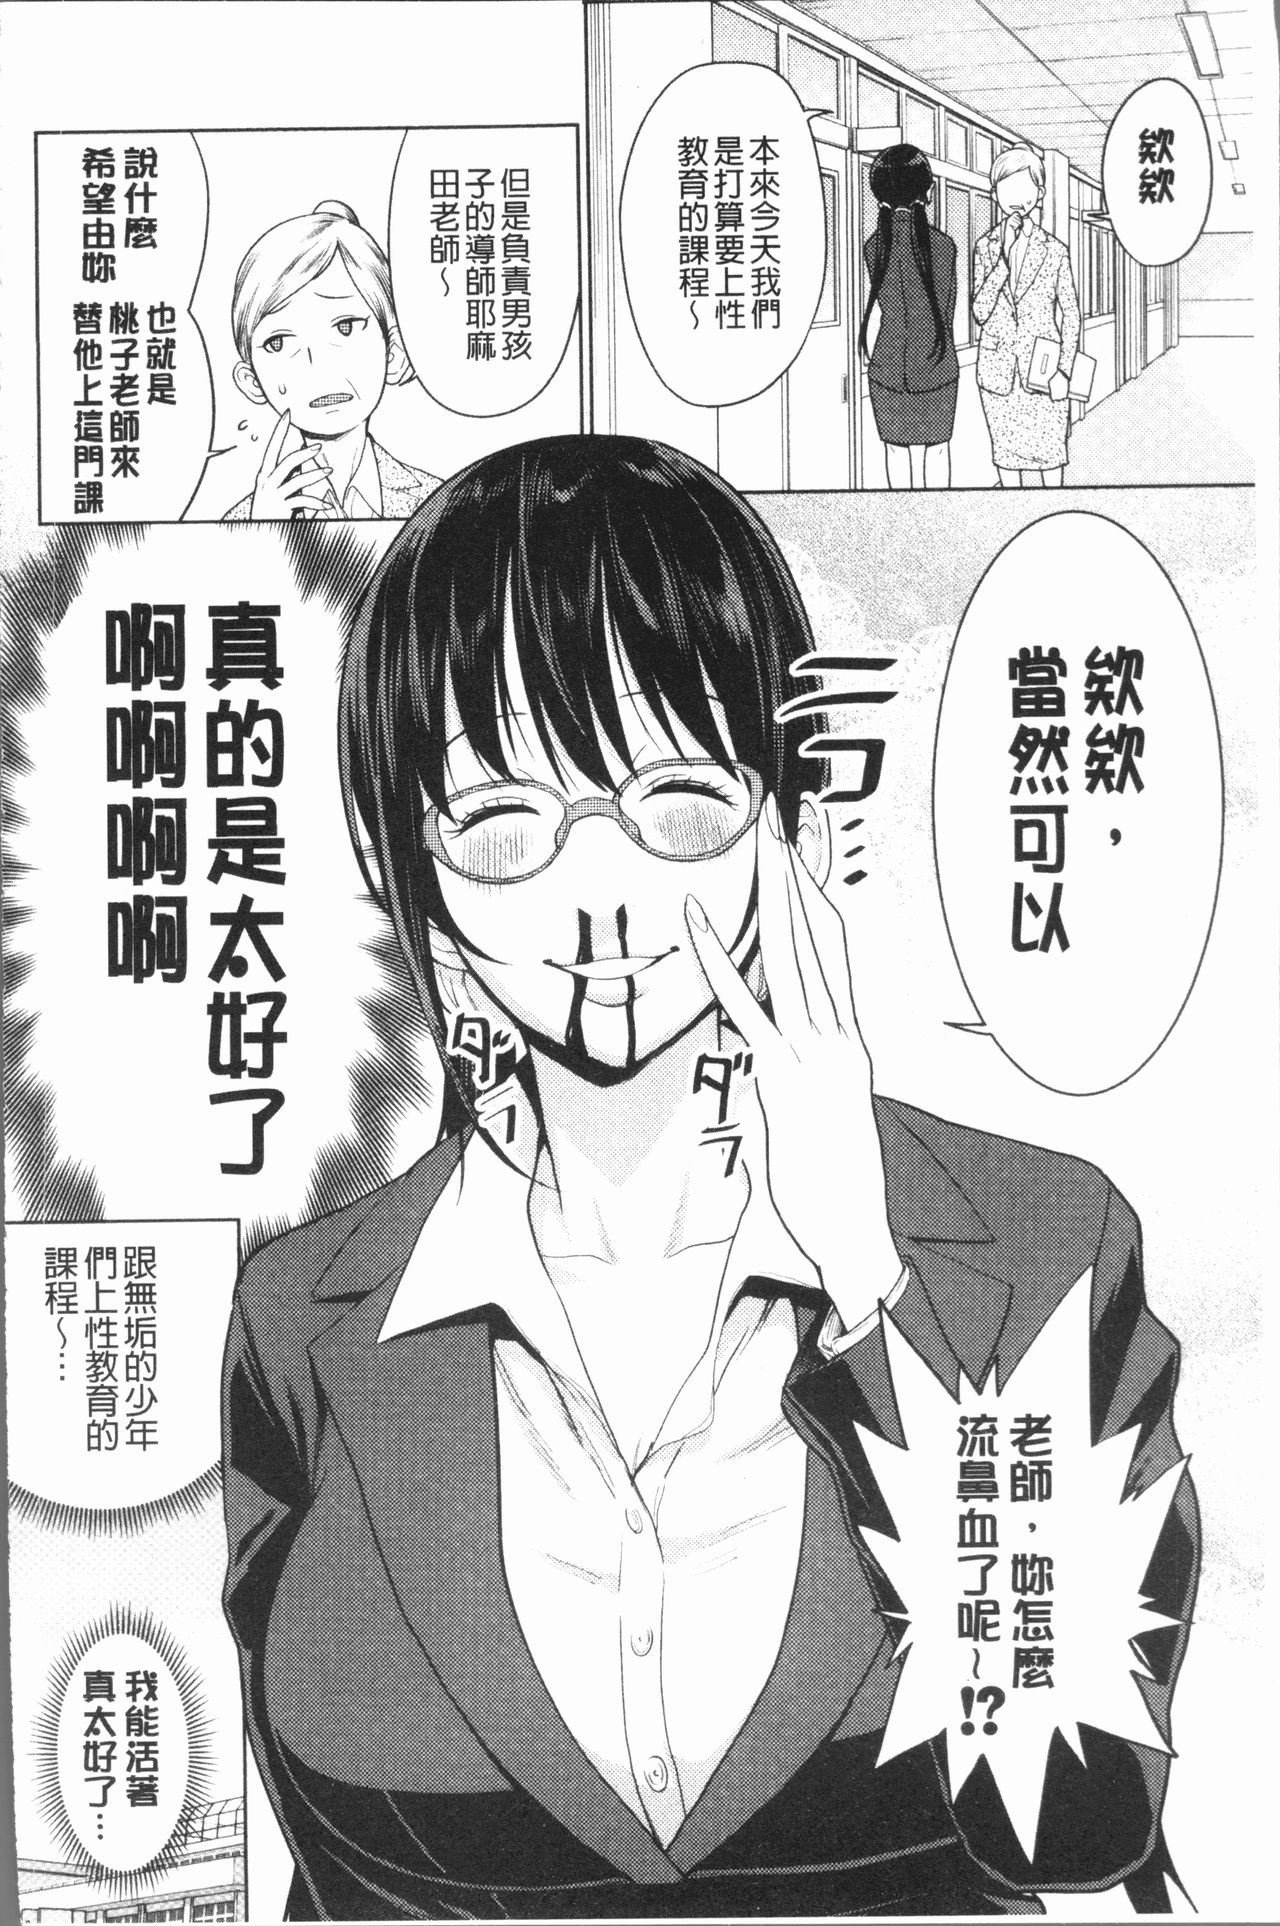 欸欸
本來今天我們
是打算要上性
教育的課程～
但是負責男孩
子的導師耶麻
田老師～
說什麼
希望由妳
也就是
桃子老師來
替他上這門課
欸欸，
當然可以
ニコ
真的是太好了
啊啊啊啊
啊啊啊啊
ダラ
ダラ
老師，妳怎麼
流鼻血了呢～!?
跟無垢的少年
們上性教育的
課程～…
我能活著
真太好了…